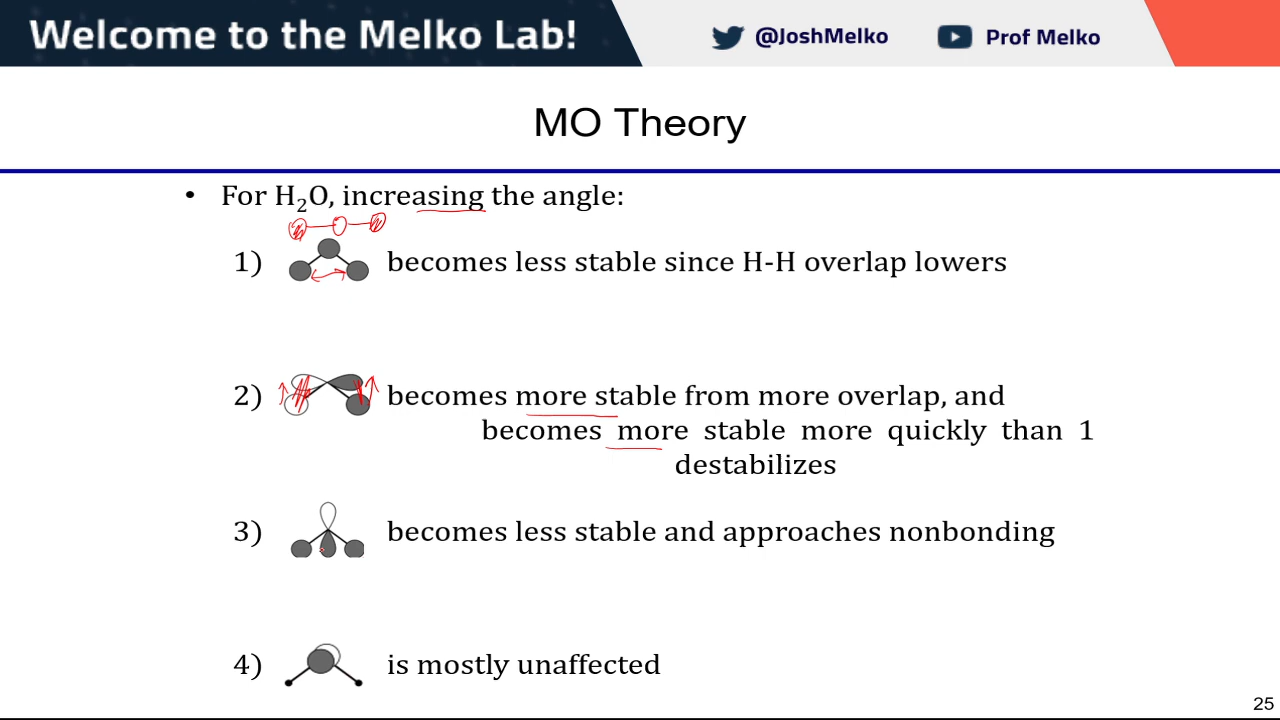 Welcome to the Melko Lab!
@JoshMelko
Prof Melko
MO Theory
• For H₂O, increasing the angle:
1) becomes less stable since H-H overlap lowers
2) becomes more stable from more overlap, and
becomes more stable more quickly than 1
destabilizes
3) becomes less stable and approaches nonbonding
4) is mostly unaffected
25